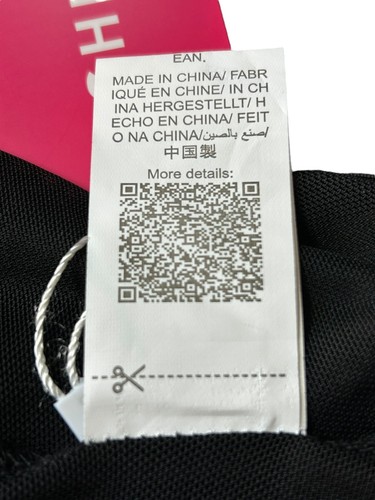 SHI
EAN.
MADE IN CHINA/ FABR
IQUÉ EN CHINE/ IN CH
INA HERGESTELLT/ H
ECHO EN CHINA/ FEIT
O NA CHINA/صنع بالصين/
中国製
More details: